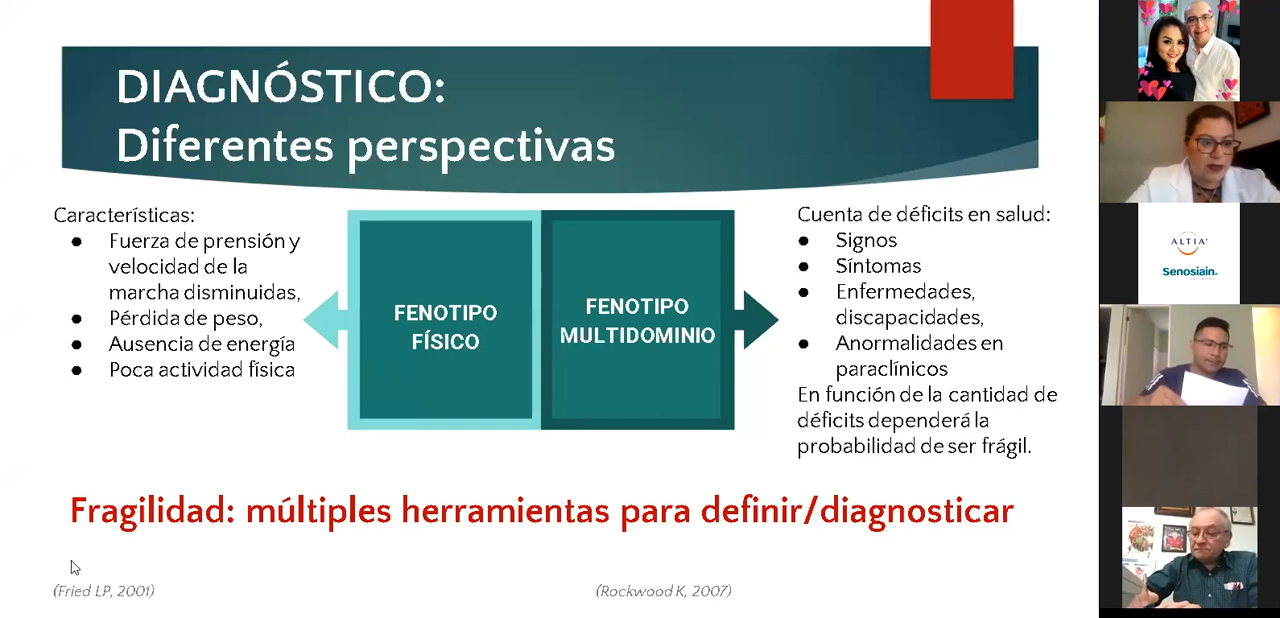 DIAGNÓSTICO:
Diferentes perspectivas
Características:
● Fuerza de prensión y
velocidad de la
marcha disminuidas,
● Pérdida de peso,
● Ausencia de energía
● Poca actividad física
FENOTIPO
FÍSICO
FENOTIPO
MULTIDOMINIO
Cuenta de déficits en salud:
● Signos
● Síntomas
● Enfermedades,
discapacidades,
● Anormalidades en
paraclínicos
En función de la cantidad de
déficits dependerá la
probabilidad de ser frágil.
Fragilidad: múltiples herramientas para definir/diagnosticar
(Fried LP, 2001)
(Rockwood K, 2007)
ALTIA
Senosiain